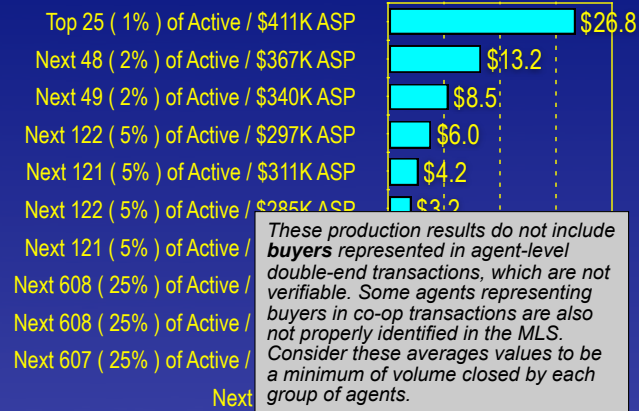 Top 25 ( 1% ) of Active / $411K ASP $26.8
Next 48 ( 2% ) of Active / $367K ASP $13.2
Next 49 ( 2% ) of Active / $340K ASP $8.5
Next 122 ( 5% ) of Active / $297K ASP $6.0
Next 121 ( 5% ) of Active / $311K ASP $4.2
Next 122 ( 5% ) of Active / $285K ASP $3.2
Next 121 ( 5% ) of Active /
Next 608 ( 25% ) of Active /
Next 608 ( 25% ) of Active /
Next 607 ( 25% ) of Active /
Next
These production results do not include
buyers represented in agent-level
double-end transactions, which are not
verifiable. Some agents representing
buyers in co-op transactions are also
not properly identified in the MLS.
Consider these averages values to be
a minimum of volume closed by each
group of agents.